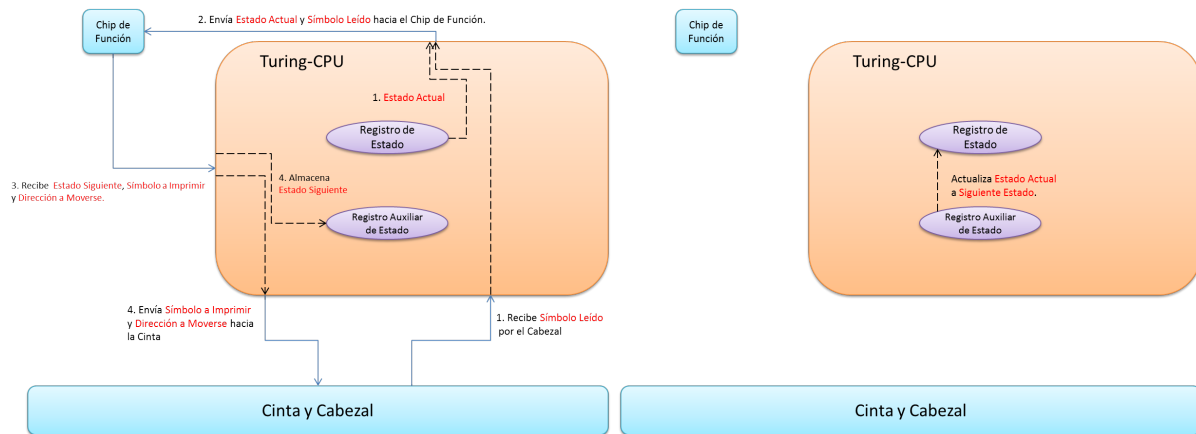 Chip de
Función
2. Envía Estado Actual y Símbolo Leído hacia el Chip de Función.
Turing-CPU
1. Estado Actual
Registro de
Estado
3. Recibe Estado Siguiente, Símbolo a Imprimir
y Dirección a Moverse.
4. Almacena
Estado Siguiente
Registro Auxiliar
de Estado
4. Envía Símbolo a Imprimir
y Dirección a Moverse hacia
la Cinta
1. Recibe Símbolo Leído
por el Cabezal
Cinta y Cabezal
Chip de
Función
Turing-CPU
Registro de
Estado
Actualiza Estado Actual
a Siguiente Estado.
Registro Auxiliar
de Estado
Cinta y Cabezal